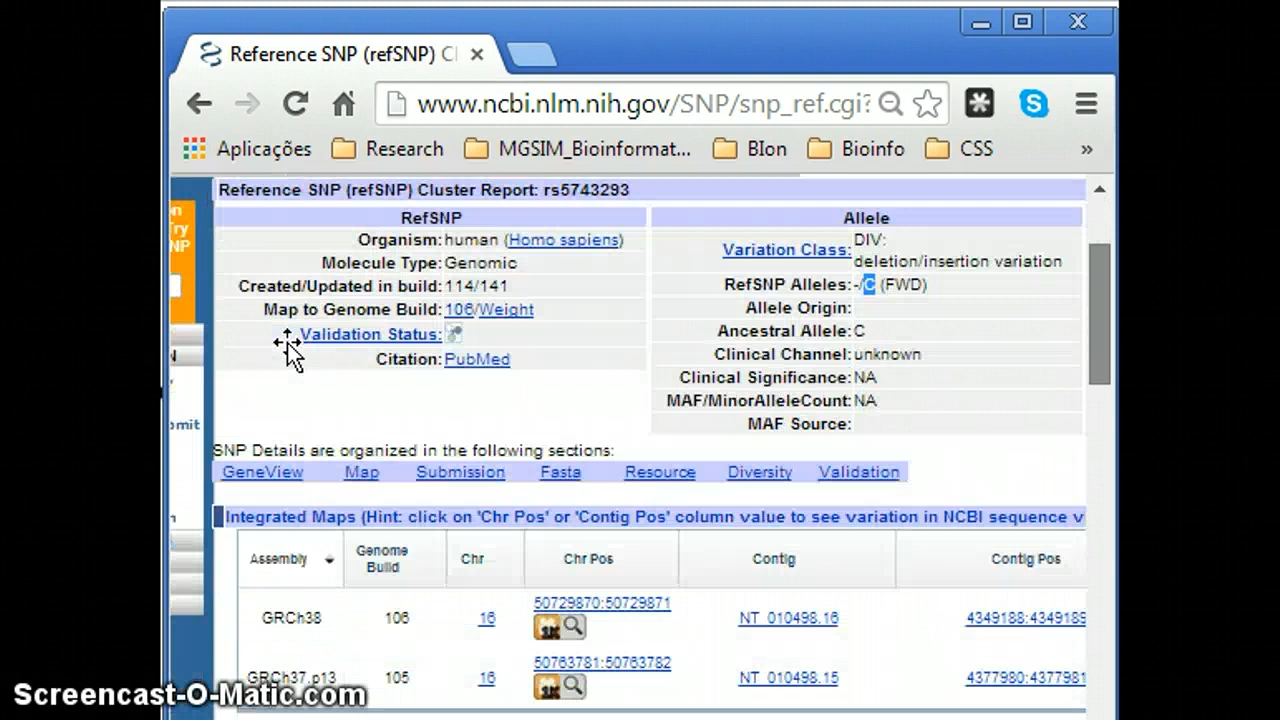 Reference SNP (refSNP) Cl
www.ncbi.nlm.nih.gov/SNP/snp_ref.cgi?
Aplicações Research MGSIM_Bioinformat... BIon Bioinfo CSS »
Reference SNP (refSNP) Cluster Report: rs5743293
RefSNP
Organism: human (Homo sapiens)
Molecule Type: Genomic
Created/Updated in build: 114/141
Map to Genome Build: 106/Weight
Validation Status:
Citation: PubMed
Allele
Variation Class: DIV:
deletion/insertion variation
RefSNP Alleles: -/C (FWD)
Allele Origin:
Ancestral Allele: C
Clinical Channel: unknown
Clinical Significance: NA
MAF/MinorAlleleCount: NA
MAF Source:
SNP Details are organized in the following sections:
GeneView Map Submission Fasta Resource Diversity Validation
Integrated Maps (Hint: click on 'Chr Pos' or 'Contig Pos' column value to see variation in NCBI sequence v
Assembly Genome Build Chr Chr Pos Contig Contig Pos
GRCh38 106 16 50729870:50729871 NT_010498.16 4349188:4349189
GRCh37.p13 105 16 50763781:50763782 NT_010498.15 4377980:4377981
Screencast-O-Matic.com